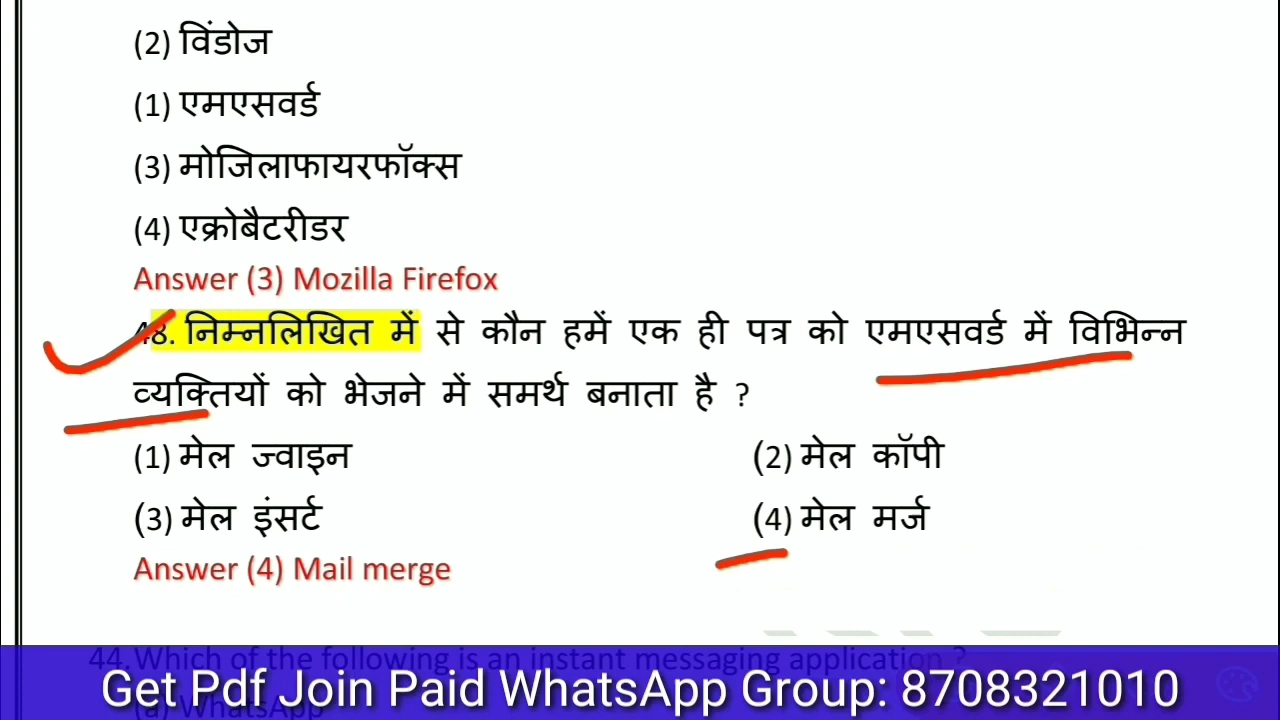 (2) विंडोज
(1) एमएसवर्ड
(3) मोजिलाफायरफॉक्स
(4) एक्रोबैटरीडर
Answer (3) Mozilla Firefox
48. निम्नलिखित में से कौन हमें एक ही पत्र को एमएसवर्ड में विभिन्न
व्यक्तियों को भेजने में समर्थ बनाता है ?
(1) मेल ज्वाइन (2) मेल कॉपी
(3) मेल इंसर्ट (4) मेल मर्ज
Answer (4) Mail merge
44. Which of the following is an instant messaging application ?
Get Pdf Join Paid WhatsApp Group: 8708321010
(a) WhatsApp